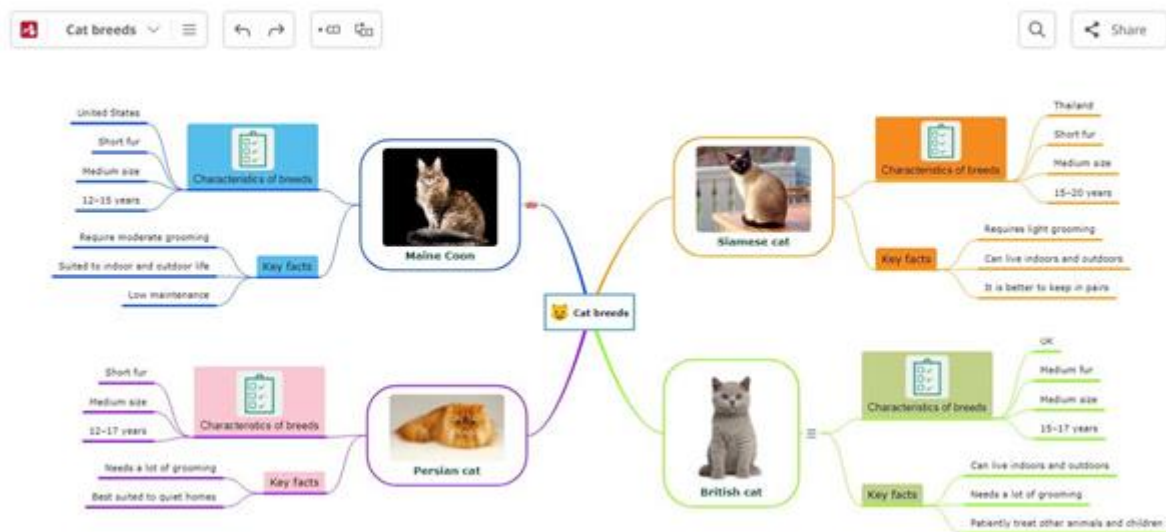 Cat breeds
Share
United States
Short fur
Medium size
12-15 years
Characteristics of breeds
Require moderate grooming
Suited to indoor and outdoor life
Low maintenance
Key facts
Maine Coon
Thailand
Short fur
Medium size
15-20 years
Characteristics of breeds
Requires light grooming
Can live indoors and outdoors
It is better to keep in pairs
Key facts
Siamese cat
Cat breeds
Short fur
Medium size
12-17 years
Characteristics of breeds
Needs a lot of grooming
Best suited to quiet homes
Key facts
Persian cat
UK
Medium fur
Medium size
15-17 years
Characteristics of breeds
Can live indoors and outdoors
Needs a lot of grooming
Patiently treat other animals and children
Key facts
British cat